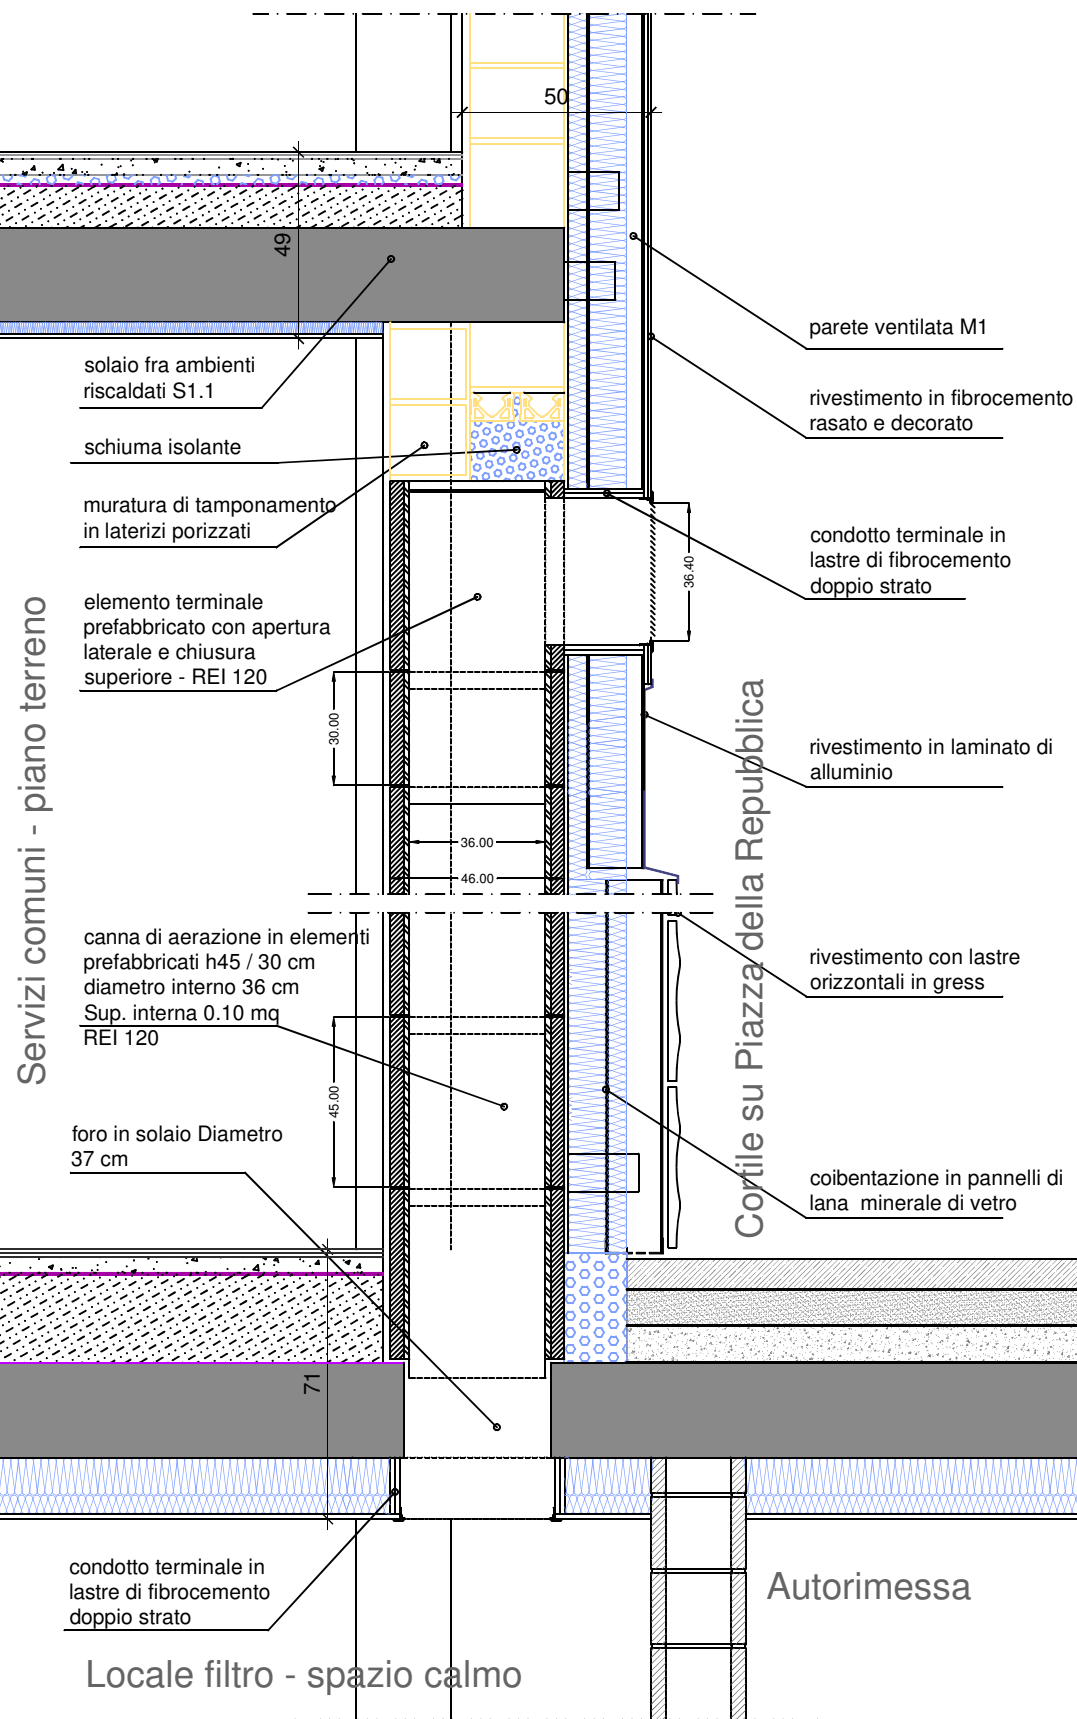 50
49
solaio fra ambienti
riscaldati S1.1
schiuma isolante
muratura di tamponamento
in laterizi porizzati
elemento terminale
prefabbricato con apertura
laterale e chiusura
superiore - REI 120
parete ventilata M1
rivestimento in fibrocemento
rasato e decorato
condotto terminale in
lastre di fibrocemento
doppio strato
36.40
30.00
36.00
46.00
rivestimento in laminato di
alluminio
Servizi comuni - piano terreno
Cortile su Piazza della Repubblica
canna di aerazione in elementi
prefabbricati h45 / 30 cm
diametro interno 36 cm
Sup. interna 0.10 mq
REI 120
rivestimento con lastre
orizzontali in gress
45.00
foro in solaio Diametro
37 cm
coibentazione in pannelli di
lana  minerale di vetro
71
condotto terminale in
lastre di fibrocemento
doppio strato
Autorimessa
Locale filtro - spazio calmo